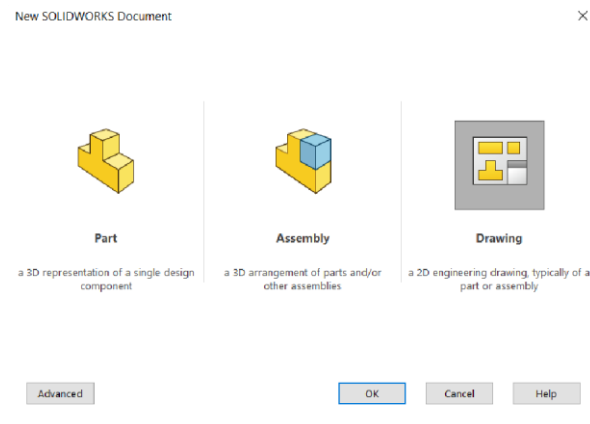 New SOLIDWORKS Document
Part
Assembly
Drawing
a 3D representation of a single design
component
a 3D arrangement of parts and/or
other assemblies
a 2D engineering drawing, typically of a
part or assembly
Advanced
OK
Cancel
Help